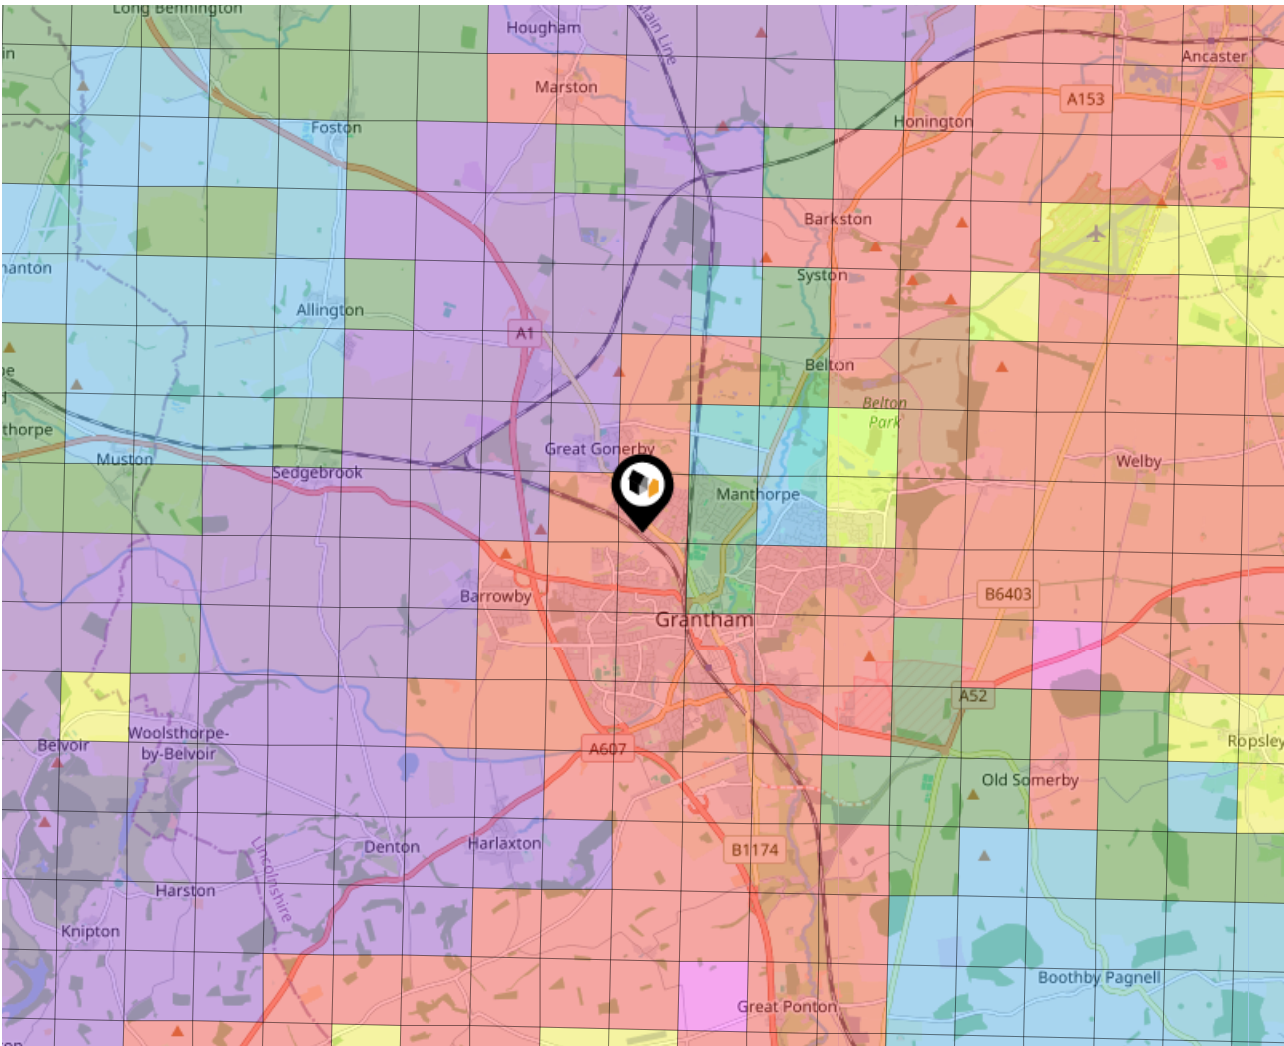 Long Bennington
Hougham
Main Line
Ancaster
in
Marston
A153
Foston
Honington
Barkston
Syston
Allington
A1
Belton
Belton
Park
thorpe
Great Gonerby
Muston
Sedgebrook
Welby
Manthorpe
Barrowby
B6403
Grantham
A52
Belvoir
Woolsthorpe-
by-Belvoir
A607
Ropsley
Old Somerby
Denton
Harlaxton
B1174
Lincolnshire
Harston
Knipton
Boothby Pagnell
Great Ponton